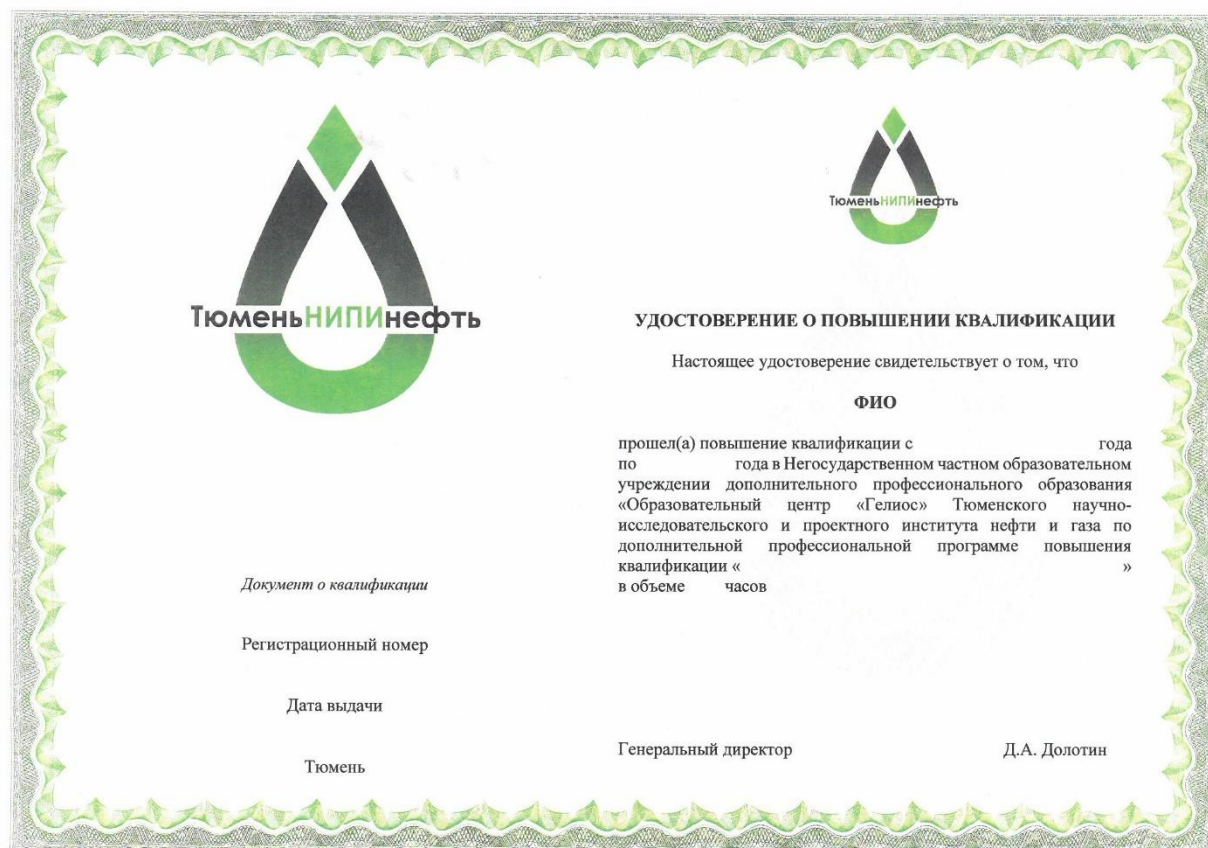 ТюменьНИПИнефть
Документ о квалификации
Регистрационный номер
Дата выдачи
Тюмень
ТюменьНИПИнефть
УДОСТОВЕРЕНИЕ О ПОВЫШЕНИИ КВАЛИФИКАЦИИ
Настоящее удостоверение свидетельствует о том, что
ФИО
прошел(а) повышение квалификации с года
по года в Негосударственном частном образовательном
учреждении дополнительного профессионального образования
«Образовательный центр «Гелиос» Тюменского научно-
исследовательского и проектного института нефти и газа по
дополнительной профессиональной программе повышения
квалификации « »
в объеме часов
Генеральный директор Д.А. Долотин